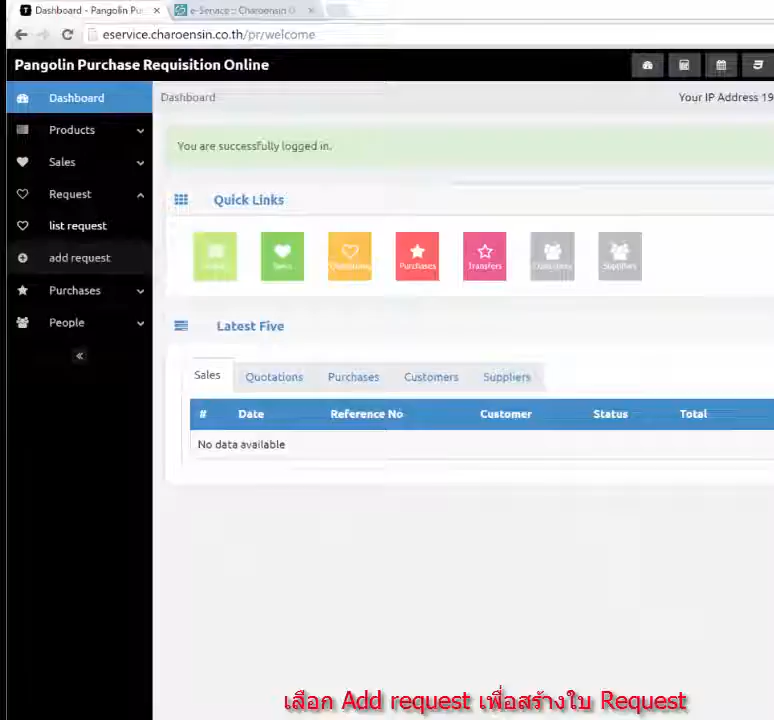 Dashboard - Pangolin Pu
e-Service :: Charoensin O
eservice.charoensin.co.th/pr/welcome
Pangolin Purchase Requisition Online
Dashboard
Products
Sales
Request
list request
add request
Purchases
People
Dashboard
Your IP Address 19
You are successfully logged in.
Quick Links
Sales
Purchases
Transfers
Suppliers
Latest Five
Sales Quotations Purchases Customers Suppliers
# Date Reference No Customer Status Total
No data available
เลือก Add request เพื่อสร้างใบ Request